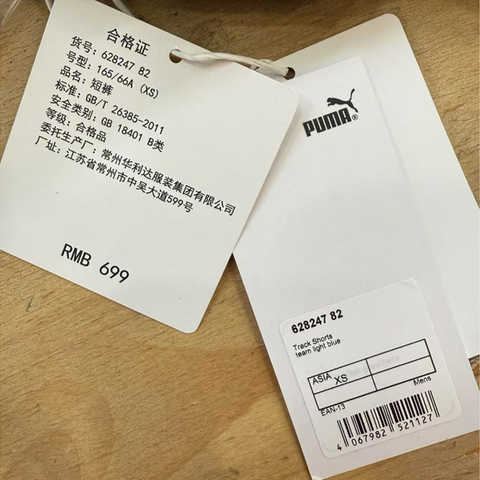 合格证
货号: 628247 82
号型: 165/66A (XS)
品名: 短裤
标准: GB/T 26385-2011
安全类别: GB 18401 B类
等级: 合格品
委托生产厂: 常州华利达服装集团有限公司
厂址: 江苏省常州市中吴大道599号
RMB 699
PUMA®
628247 82
Track Shorts
team light blue
ASIA XS
Mens
EAN-13
4 067982 521127